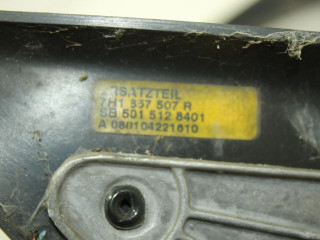 ERSATZTEIL
7H1 837 507 R
SB 501 512 8401
A 080104221610